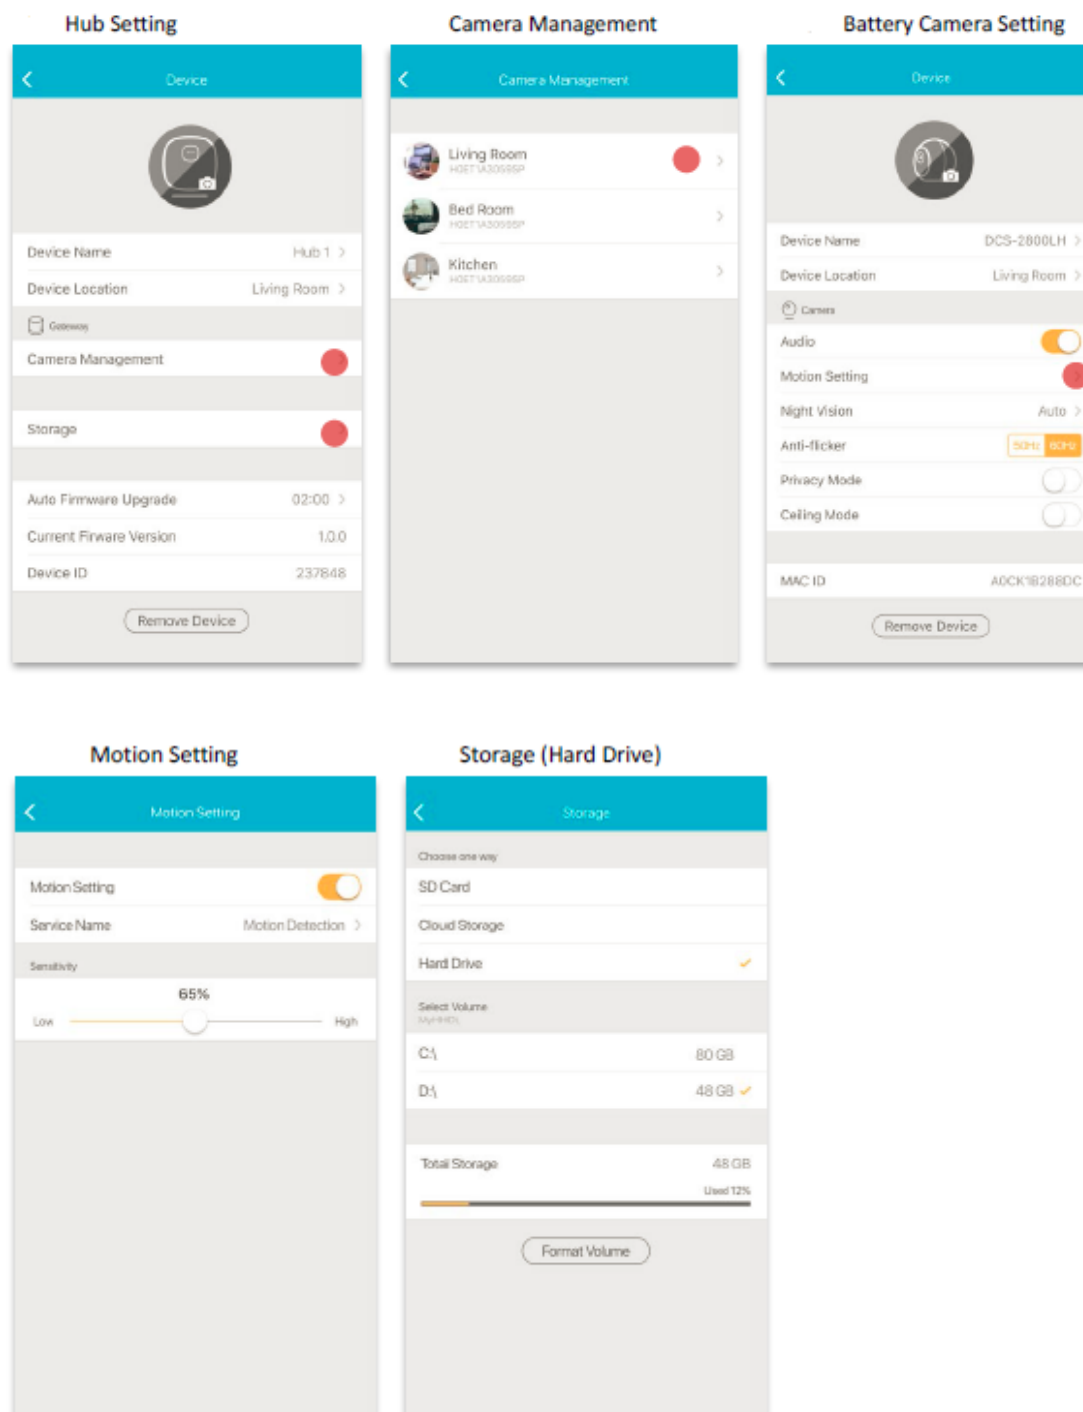 Hub Setting
Device
Device Name Hub 1
Device Location Living Room
Gateway
Camera Management
Storage
Auto Firmware Upgrade 02:00
Current Firware Version 1.0.0
Device ID 237848
Remove Device
Camera Management
Camera Management
Living Room
Bed Room
Kitchen
Battery Camera Setting
Device
Device Name DCS-2800LH
Device Location Living Room
Camera
Audio
Motion Setting
Night Vision Auto
Anti-flicker 50Hz 60Hz
Privacy Mode
Ceiling Mode
MAC ID A0CK1B288DC
Remove Device
Motion Setting
Motion Setting
Motion Setting
Service Name Motion Detection
Sensitivity
65%
Low High
Storage (Hard Drive)
Storage
Choose one way
SD Card
Cloud Storage
Hard Drive
Select Volume
C:\ 80 GB
D:\ 48 GB
Total Storage 48 GB
Used 12%
Format Volume